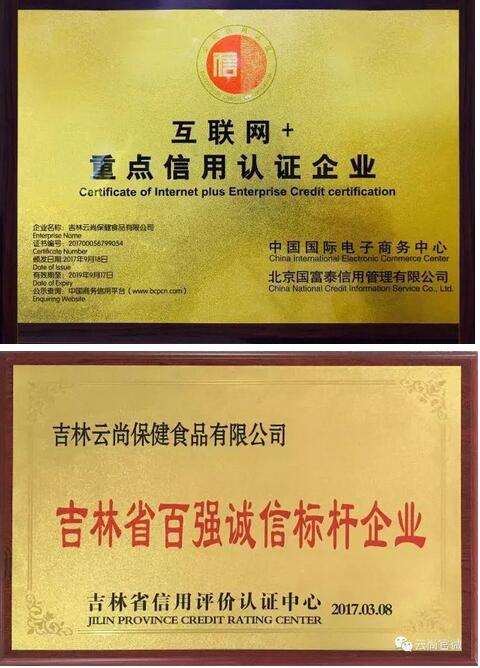 信
互联网+
重点信用认证企业
Certificate of Internet plus Enterprise Credit certification
企业名称：吉林云尚保健食品有限公司
Enterprise Name
证书编号：201700056799054
Certificate Number
颁发日期：2017年9月18日
Date of Issue
有效期至：2019年9月17日
Date of Expiry
公示查询：中国商务信用平台（www.bcpcn.com）
Enquiring Website
中国国际电子商务中心
China International Electronic Commerce Center
北京国富泰信用管理有限公司
China National Credit Information Service Co., Ltd.
吉林云尚保健食品有限公司
吉林省百强诚信标杆企业
吉林省信用评价认证中心 2017.03.08
JILIN PROVINCE CREDIT RATING CENTER
云尚官微